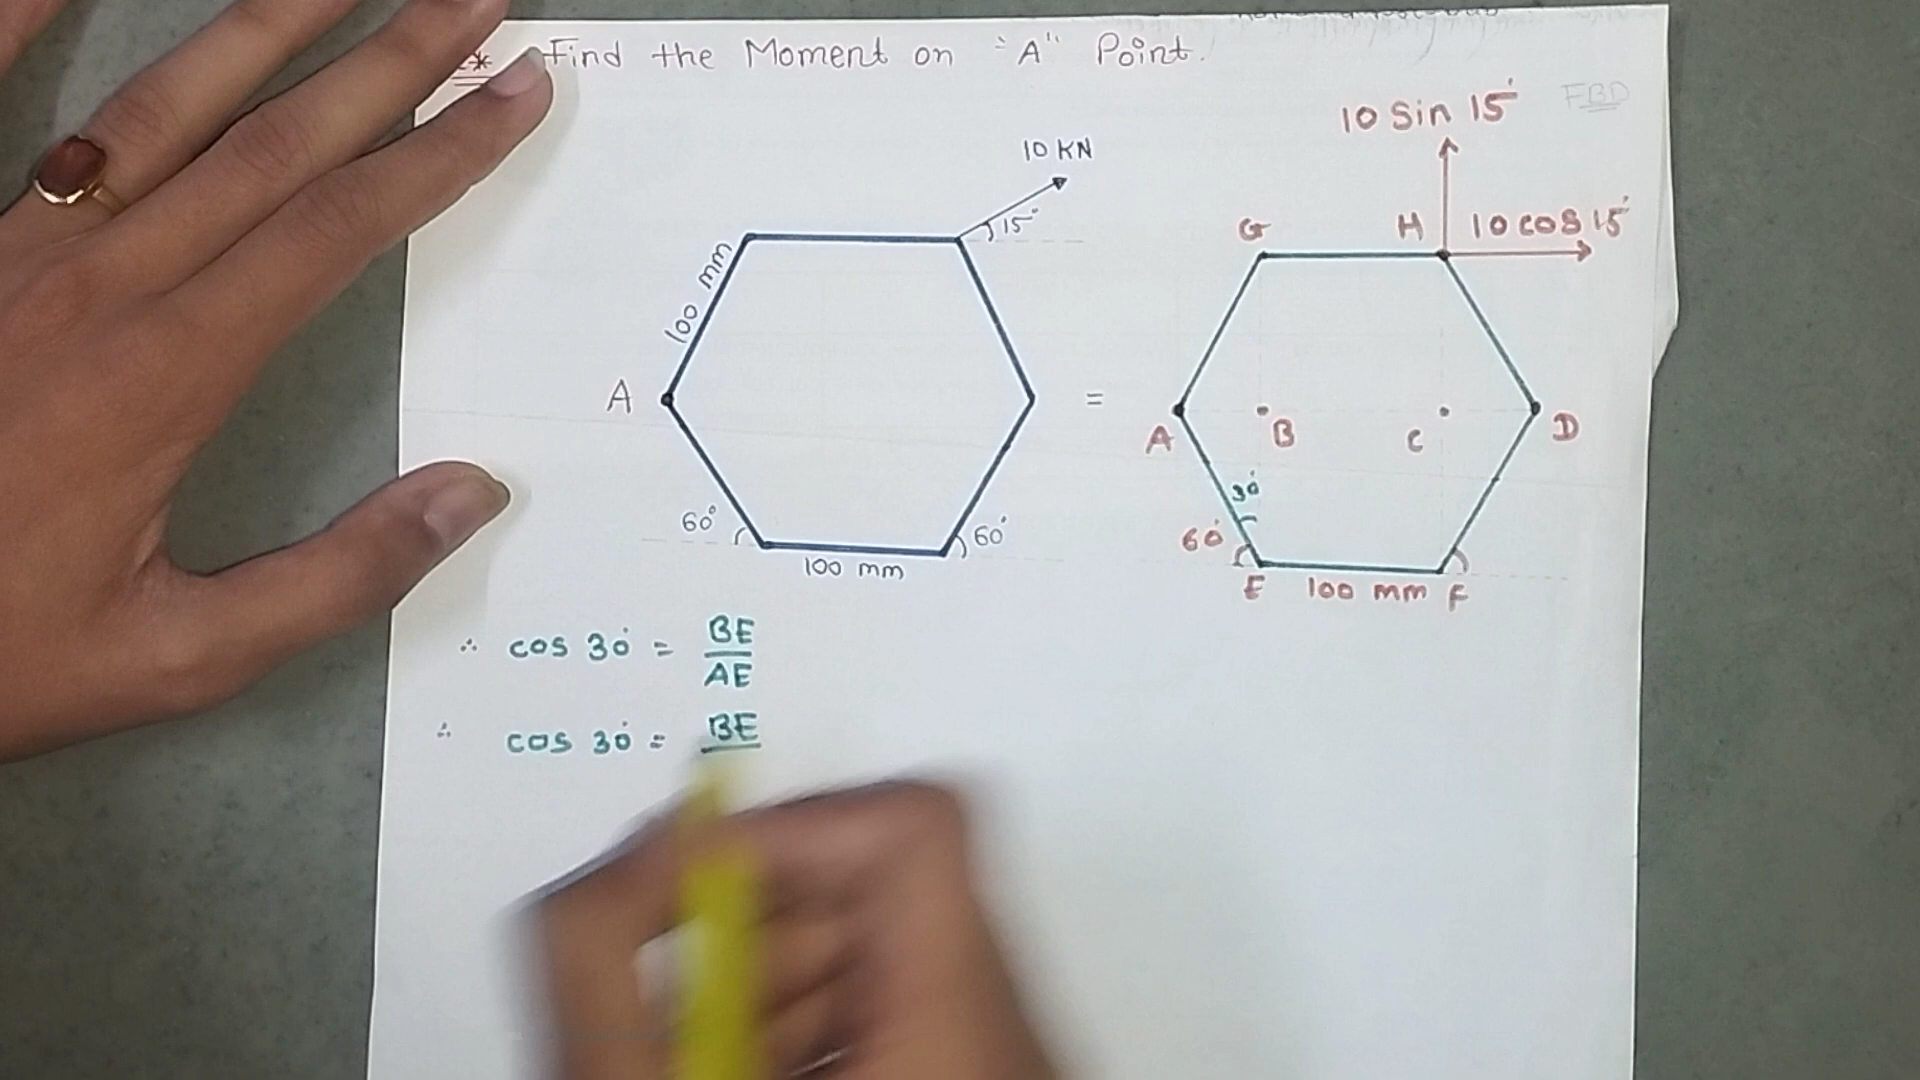 * Find the Moment on "A" Point.
FBD
10 KN
15°
100 mm
A
60°
60°
100 mm
=
10 Sin 15°
G H 10 cos 15°
A B C D
30°
60°
E 100 mm F
∴ cos 30° = BE / AE
∴ cos 30° = BE